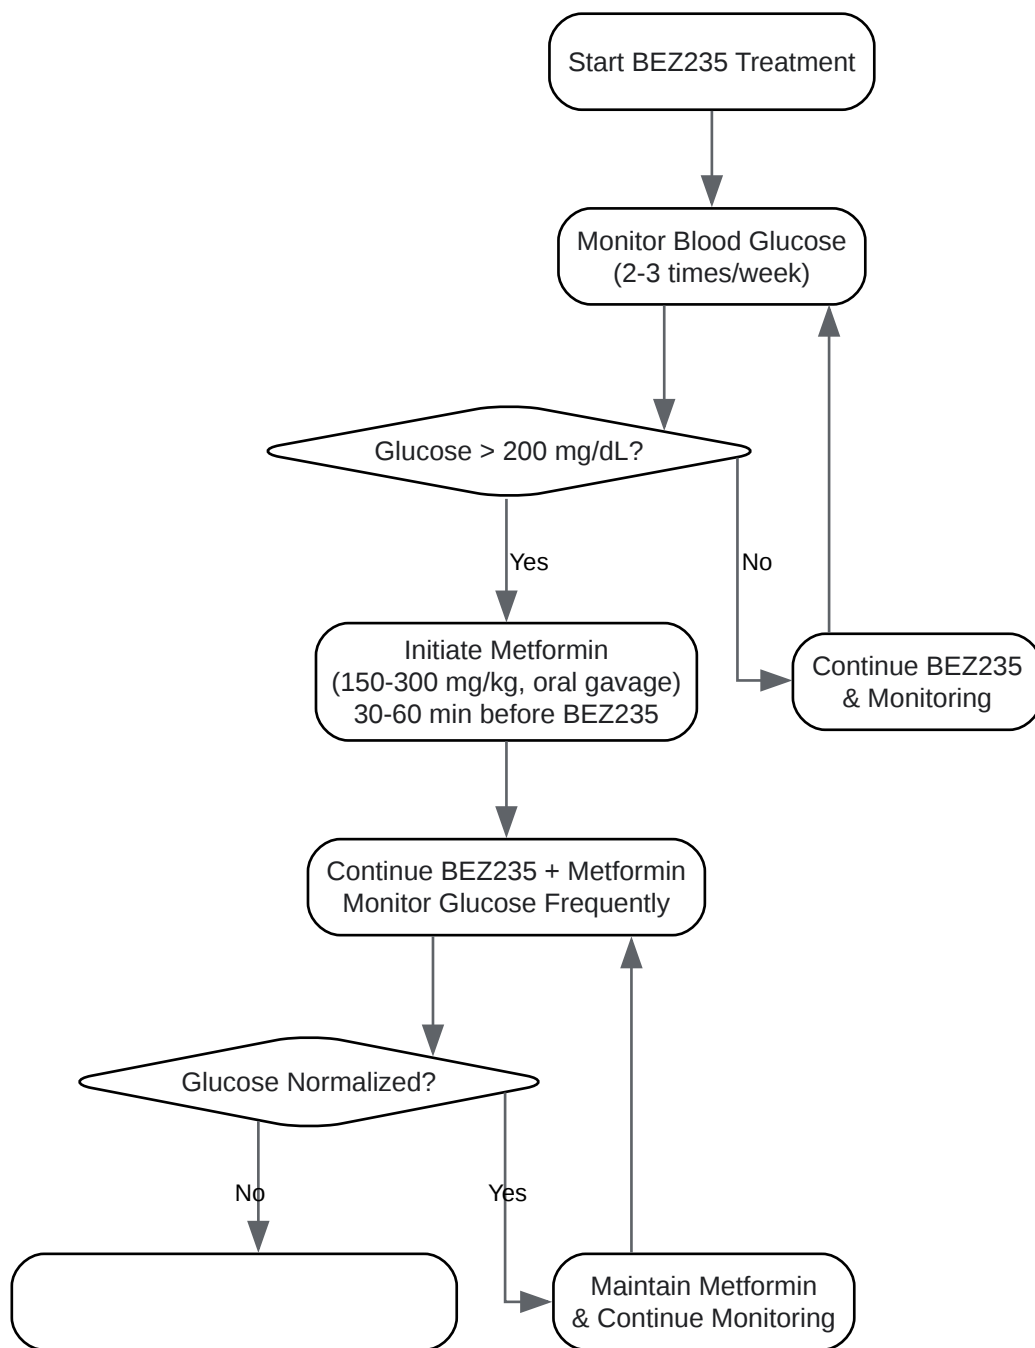 Start BEZ235 Treatment
Monitor Blood Glucose
(2-3 times/week)
Glucose > 200 mg/dL?
Yes
No
Initiate Metformin
(150-300 mg/kg, oral gavage)
30-60 min before BEZ235
Continue BEZ235
& Monitoring
Continue BEZ235 + Metformin
Monitor Glucose Frequently
Glucose Normalized?
No
Yes
Maintain Metformin
& Continue Monitoring